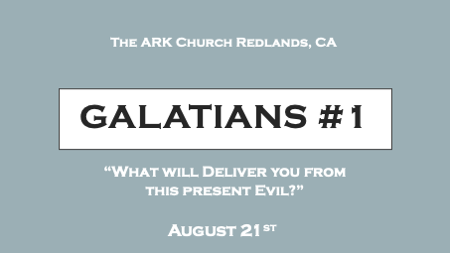 The ARK Church Redlands, CA
GALATIANS #1
“What will Deliver you from
this present Evil?”
August 21st